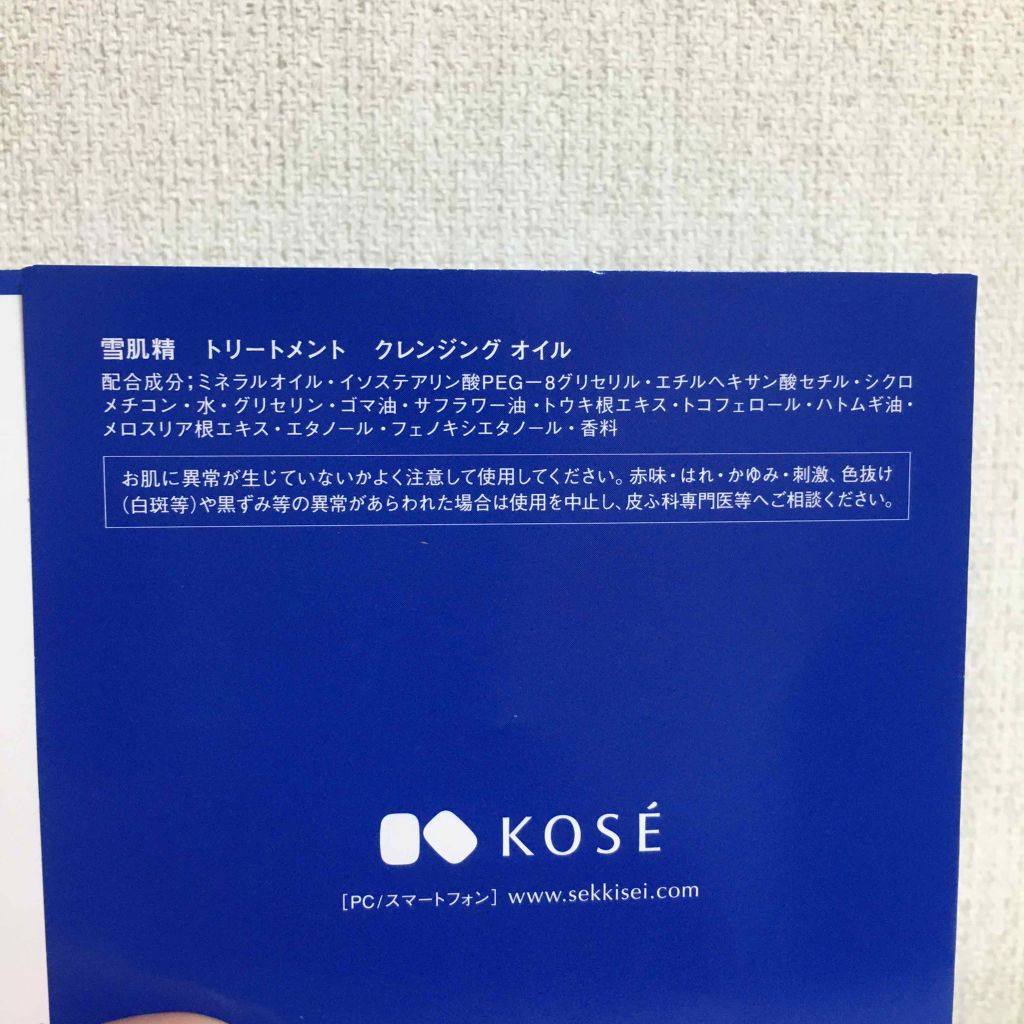 雪肌精　トリートメント　クレンジング オイル
配合成分；ミネラルオイル・イソステアリン酸PEG－8グリセリル・エチルヘキサン酸セチル・シクロ
メチコン・水・グリセリン・ゴマ油・サフラワー油・トウキ根エキス・トコフェロール・ハトムギ油・
メロスリア根エキス・エタノール・フェノキシエタノール・香料
お肌に異常が生じていないかよく注意して使用してください。赤味・はれ・かゆみ・刺激、色抜け
（白斑等）や黒ずみ等の異常があらわれた場合は使用を中止し、皮ふ科専門医等へご相談ください。
KOSÉ
［PC/スマートフォン］ www.sekkisei.com